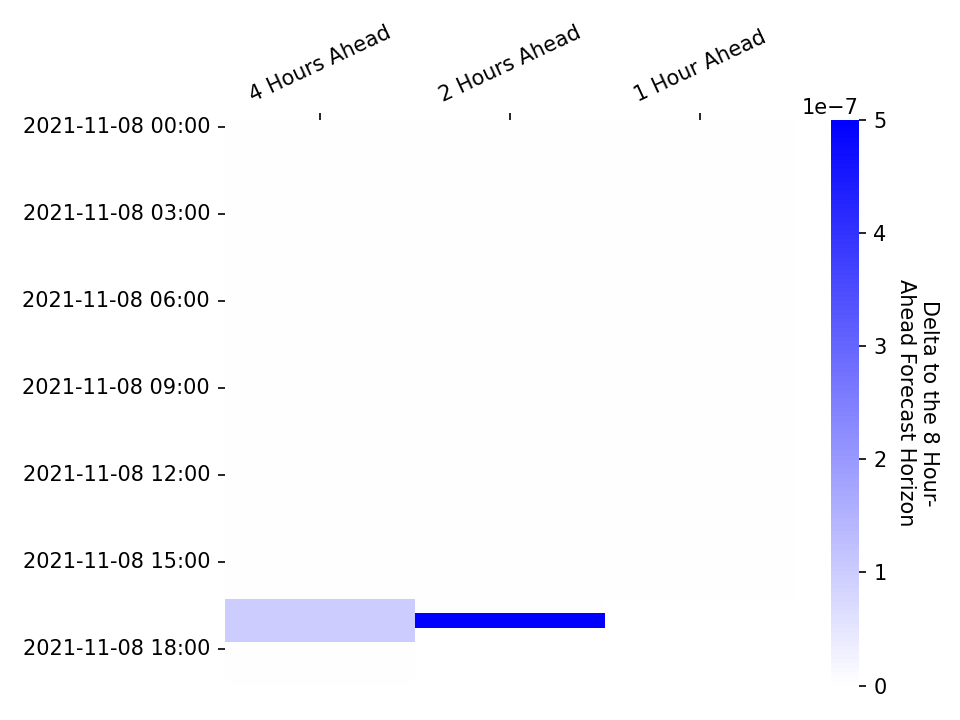 4 Hours Ahead
2 Hours Ahead
1 Hour Ahead
1e−7
2021-11-08 00:00
2021-11-08 03:00
2021-11-08 06:00
2021-11-08 09:00
2021-11-08 12:00
2021-11-08 15:00
2021-11-08 18:00
5
4
3
2
1
0
Delta to the 8 Hour-
Ahead Forecast Horizon